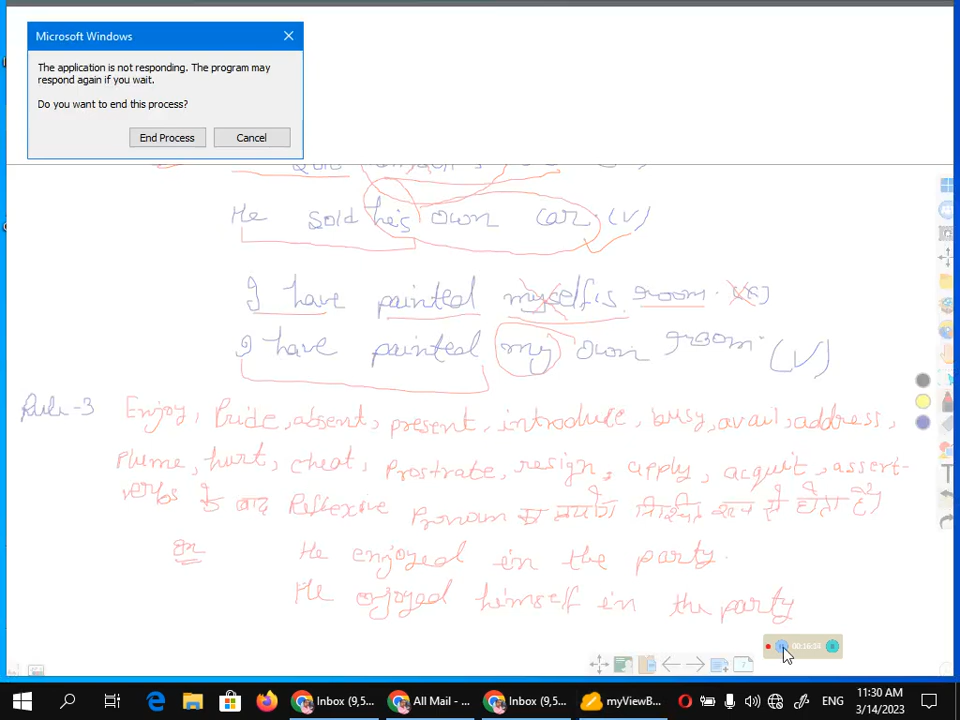 Microsoft Windows
The application is not responding. The program may
respond again if you wait.
Do you want to end this process?
End Process Cancel
He sold his own car. (V)
I have painted myself's room. (X)
I have painted my own room. (V)
Rule-3 Enjoy, Pride, absent, present, introduce, busy, avail, address,
Plume, hurt, cheat, Prostrate, resign, apply, acquit, assert-
verbs के बाद Reflexive Pronoun का प्रयोग निश्चित रूप से होता है)
Ex He enjoyed in the party.
He enjoyed himself in the party
00:16:54
7
Inbox (9,5... All Mail - ... Inbox (9,5... myViewB... ENG 11:30 AM
3/14/2023